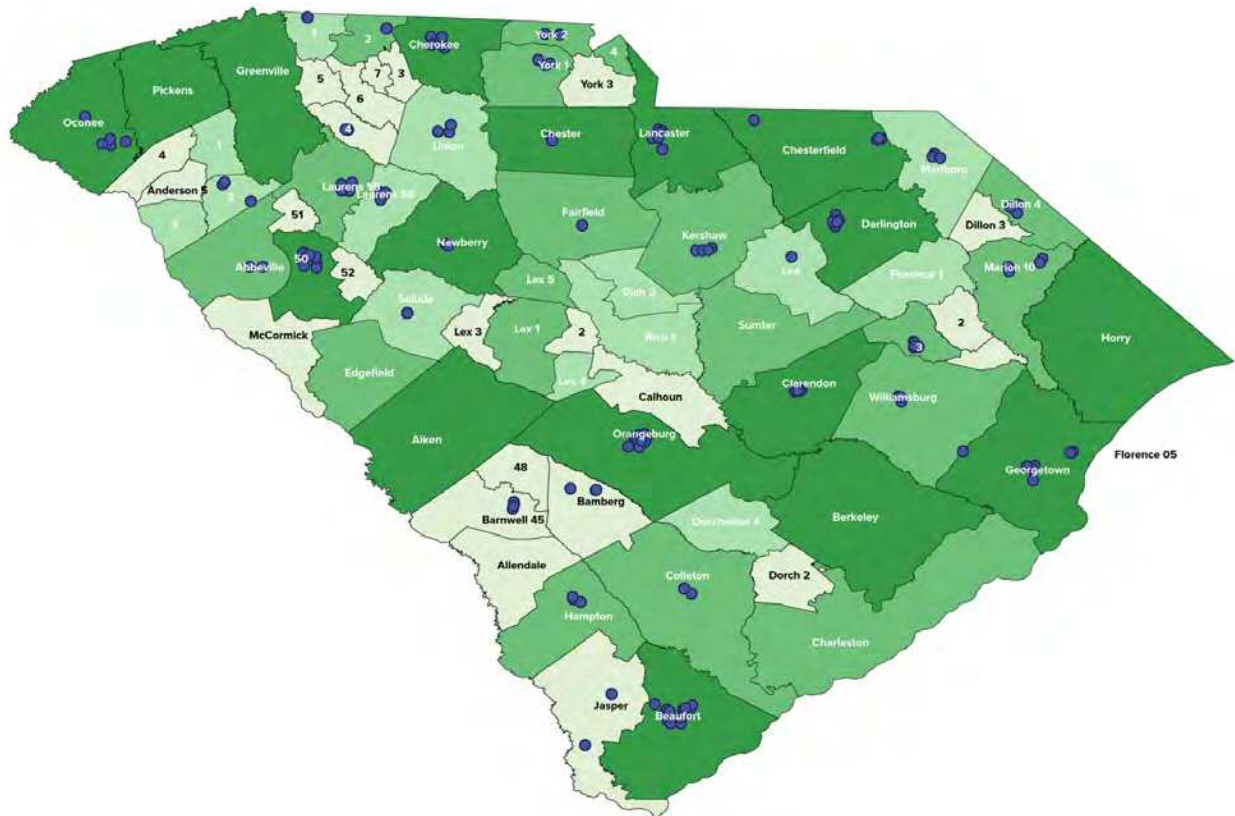 1
2
Cherokee
York 2
4
Greenville
5
7
3
York 1
York 3
Pickens
6
Oconee
4
Union
Chester
Lancaster
Chesterfield
1
4
Marlboro
Anderson 5
2
Laurens 55
Laurens 56
Dillon 4
3
51
Fairfield
Darlington
Dillon 3
Newberry
Kershaw
Abbeville
50
52
Lee
Marion 10
Florence 1
Lex 5
Saluda
Rich 2
McCormick
Lex 3
Lex 1
2
Rich 1
Sumter
2
Horry
3
Edgefield
Lex 4
Clarendon
Calhoun
Williamsburg
Aiken
Orangeburg
Florence 05
48
Georgetown
Bamberg
Barnwell 45
Dorchester 4
Berkeley
Allendale
Colleton
Dorch 2
Hampton
Charleston
Jasper
Beaufort